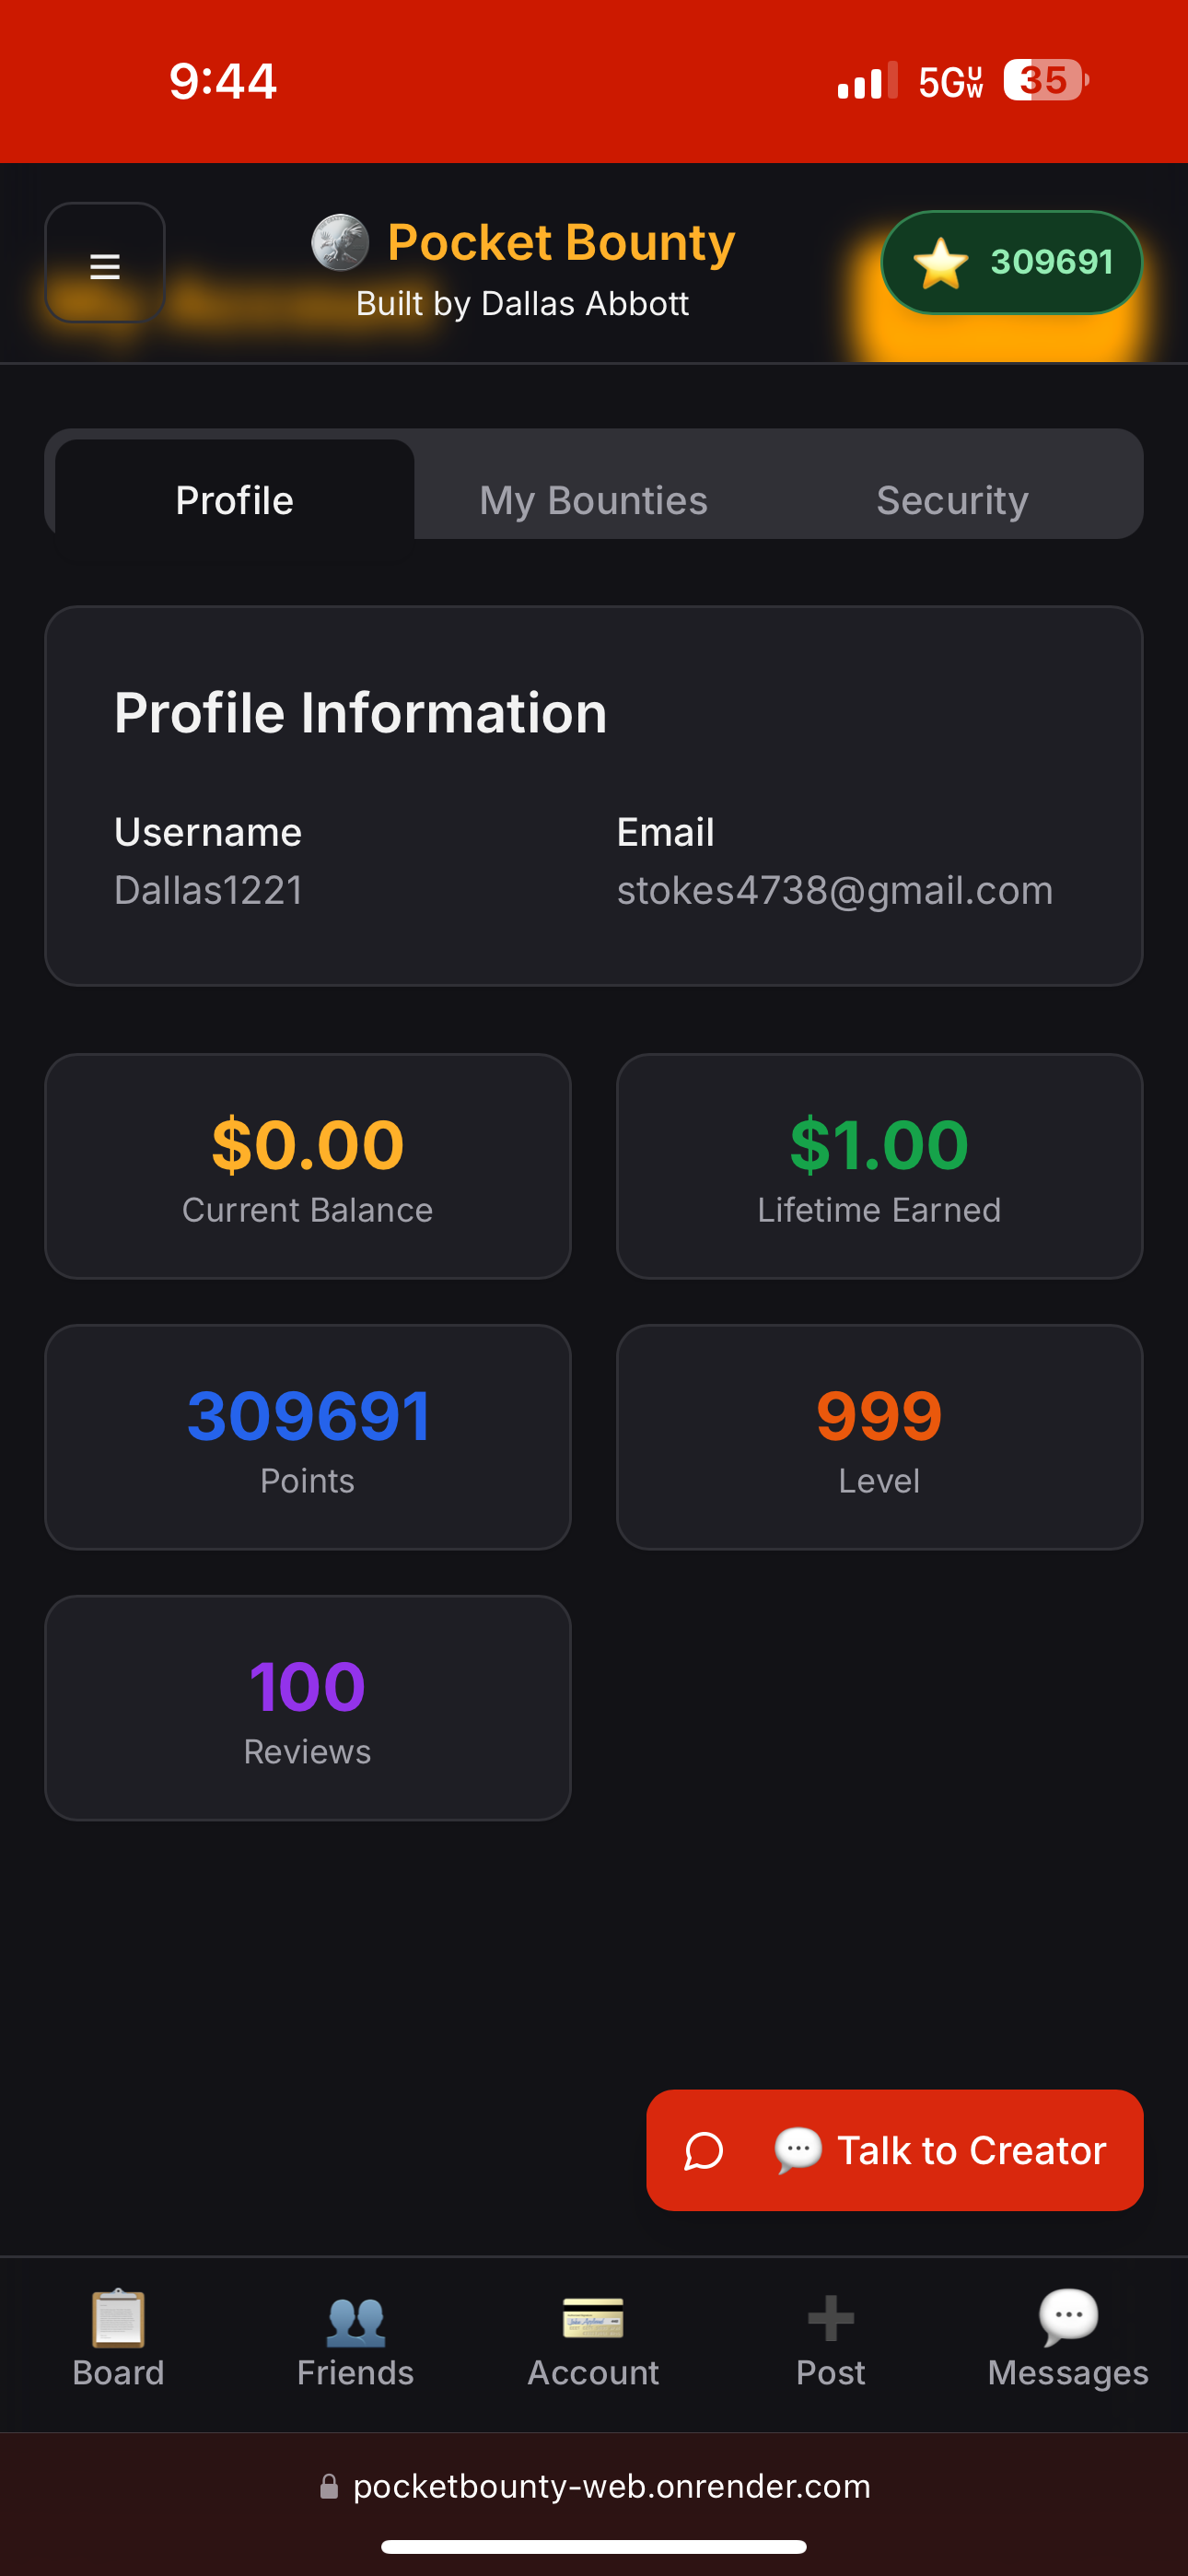 9:44
5GUW
35
Pocket Bounty
Built by Dallas Abbott
309691
Profile
My Bounties
Security
Profile Information
Username
Email
Dallas1221
stokes4738@gmail.com
$0.00
$1.00
Current Balance
Lifetime Earned
309691
999
Points
Level
100
Reviews
Talk to Creator
Board
Friends
Account
Post
Messages
pocketbounty-web.onrender.com